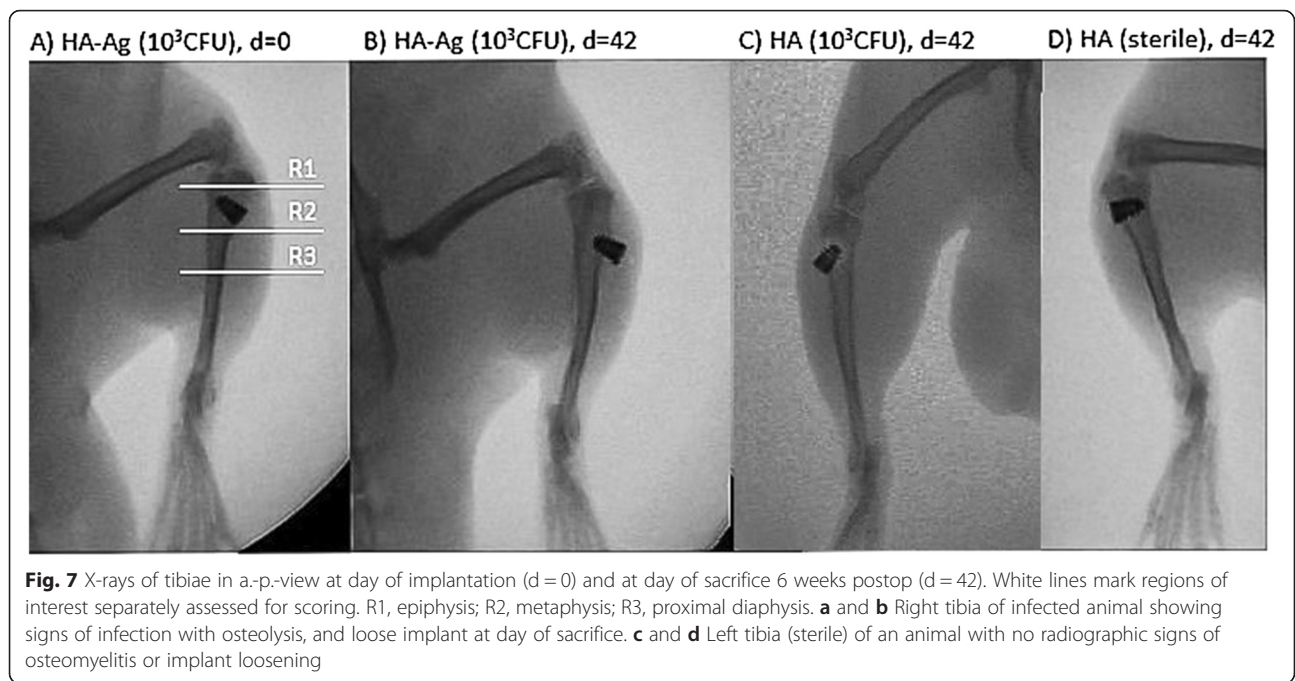 A) HA-Ag (10³CFU), d=0
B) HA-Ag (10³CFU), d=42
C) HA (10³CFU), d=42
D) HA (sterile), d=42
R1
R2
R3
Fig. 7 X-rays of tibiae in a.-p.-view at day of implantation (d = 0) and at day of sacrifice 6 weeks postop (d = 42). White lines mark regions of
interest separately assessed for scoring. R1, epiphysis; R2, metaphysis; R3, proximal diaphysis. a and b Right tibia of infected animal showing
signs of infection with osteolysis, and loose implant at day of sacrifice. c and d Left tibia (sterile) of an animal with no radiographic signs of
osteomyelitis or implant loosening